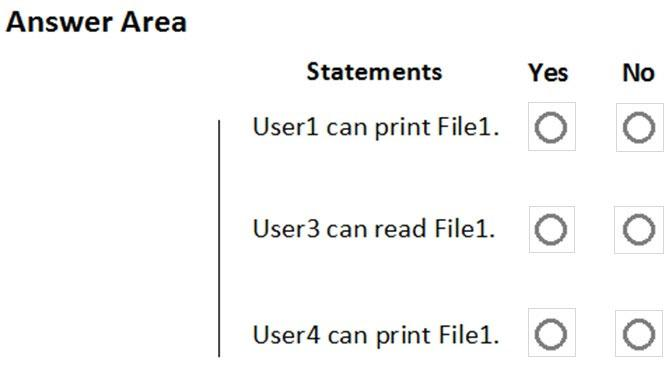 Answer Area
Statements Yes No
User1 can print File1.
User3 can read File1.
User4 can print File1.